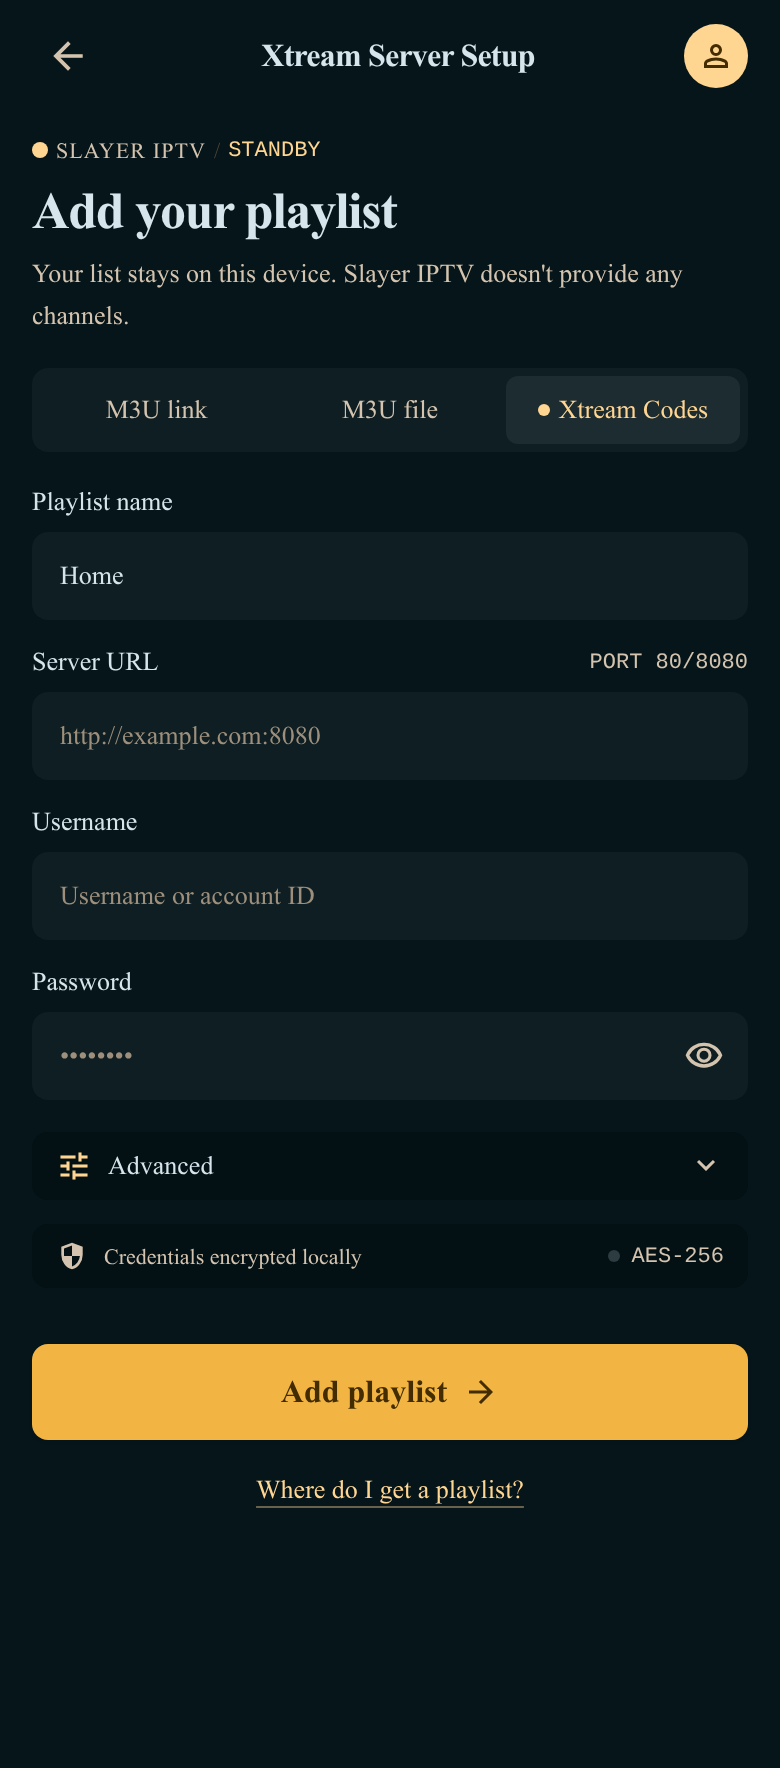 Xtream Server Setup
SLAYER IPTV / STANDBY
Add your playlist
Your list stays on this device. Slayer IPTV doesn't provide any
channels.
M3U link
M3U file
Xtream Codes
Playlist name
Home
Server URL
PORT 80/8080
http://example.com:8080
Username
Username or account ID
Password
••••••••
Advanced
Credentials encrypted locally
AES-256
Add playlist
Where do I get a playlist?